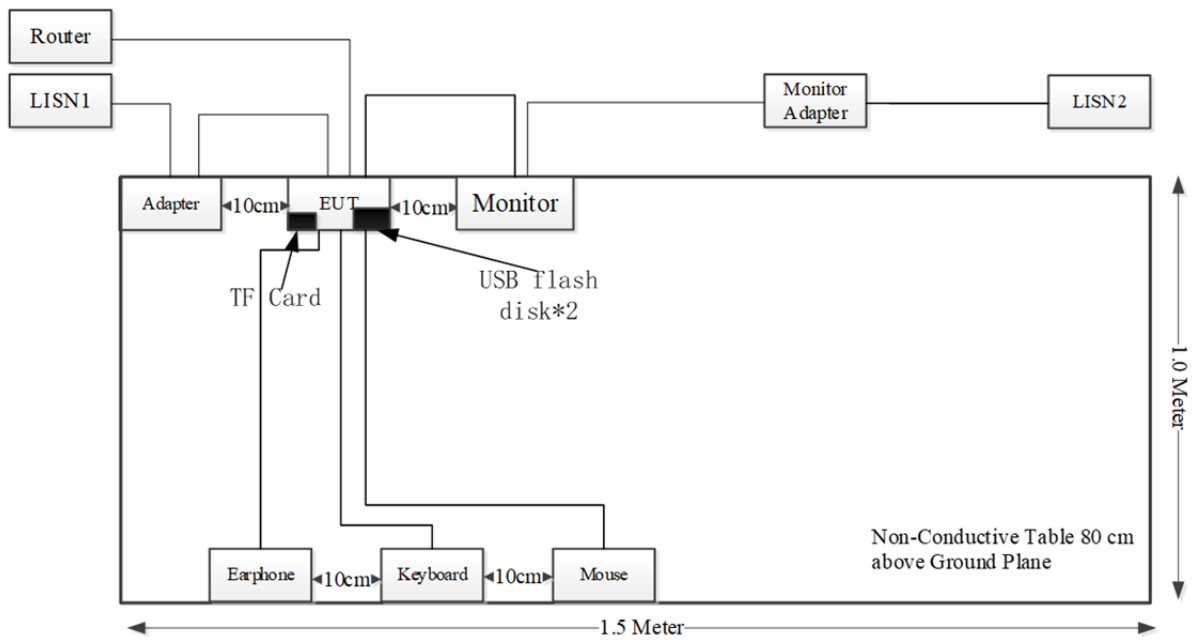 Router
LISN1
Monitor
Adapter
LISN2
Adapter
10cm
EUT
10cm
Monitor
TF Card
USB flash
disk*2
1.0 Meter
Non-Conductive Table 80 cm
above Ground Plane
Earphone
10cm
Keyboard
10cm
Mouse
1.5 Meter